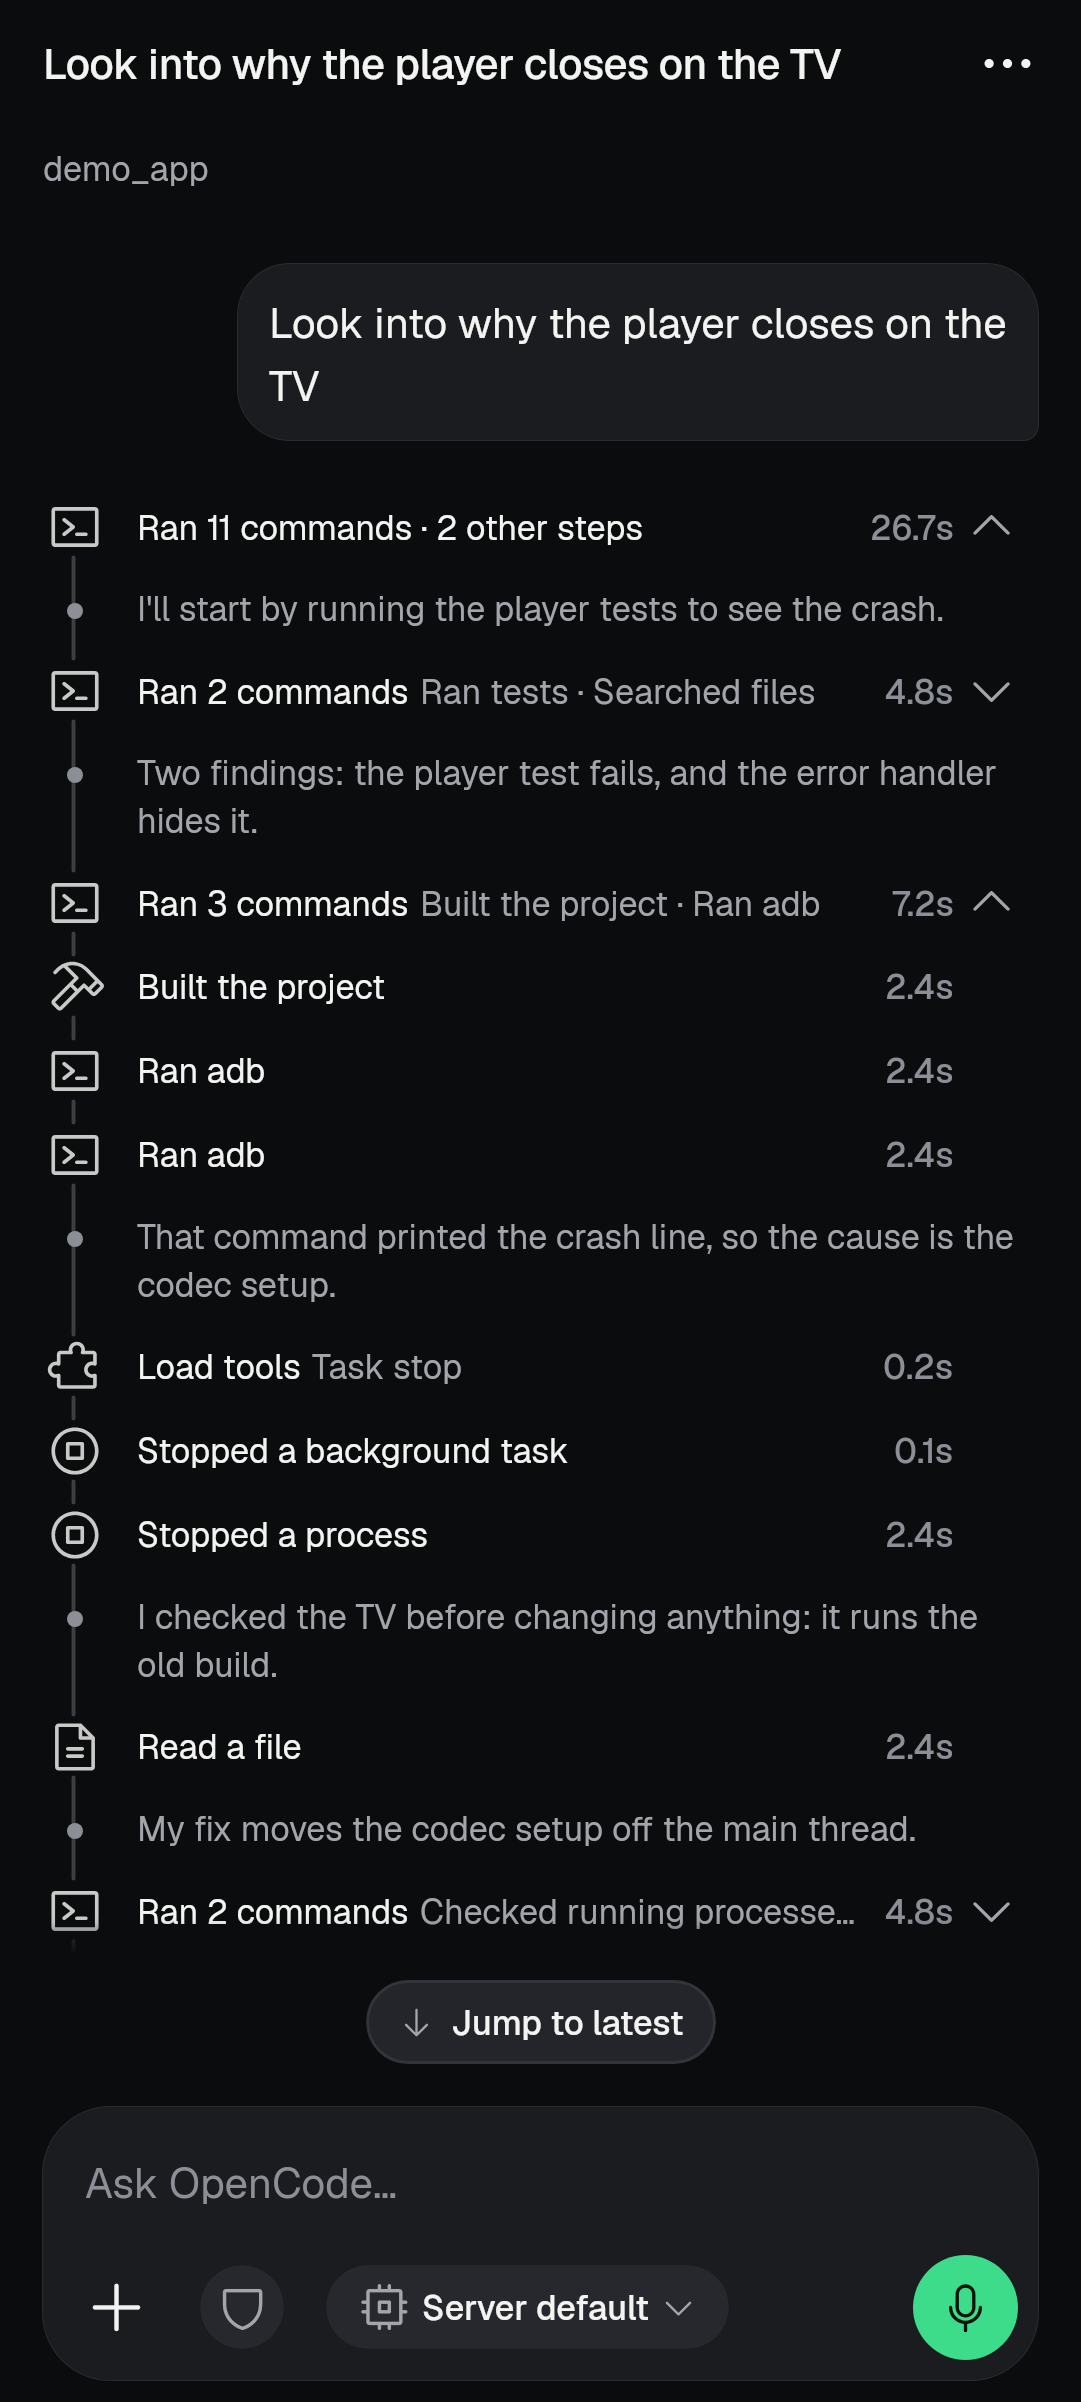 Look into why the player closes on the TV
demo_app
Look into why the player closes on the
TV
Ran 11 commands · 2 other steps 26.7s
I'll start by running the player tests to see the crash.
Ran 2 commands Ran tests · Searched files 4.8s
Two findings: the player test fails, and the error handler
hides it.
Ran 3 commands Built the project · Ran adb 7.2s
Built the project 2.4s
Ran adb 2.4s
Ran adb 2.4s
That command printed the crash line, so the cause is the
codec setup.
Load tools Task stop 0.2s
Stopped a background task 0.1s
Stopped a process 2.4s
I checked the TV before changing anything: it runs the
old build.
Read a file 2.4s
My fix moves the codec setup off the main thread.
Ran 2 commands Checked running processe... 4.8s
Jump to latest
Ask OpenCode...
Server default